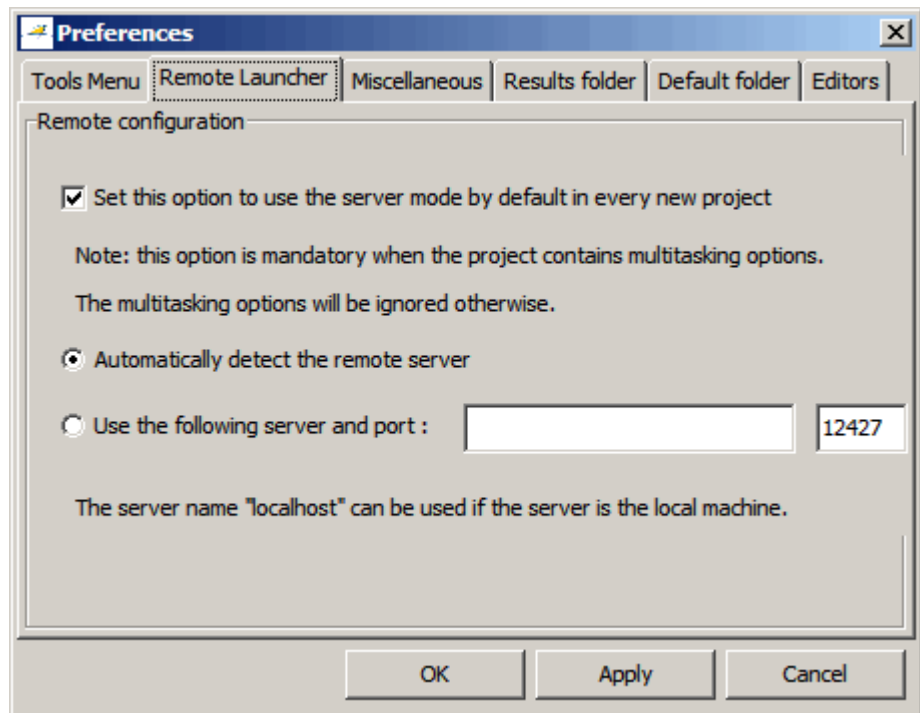 Preferences
Tools Menu Remote Launcher Miscellaneous Results folder Default folder Editors
Remote configuration
Set this option to use the server mode by default in every new project
Note: this option is mandatory when the project contains multitasking options.
The multitasking options will be ignored otherwise.
Automatically detect the remote server
Use the following server and port : 12427
The server name "localhost" can be used if the server is the local machine.
OK Apply Cancel